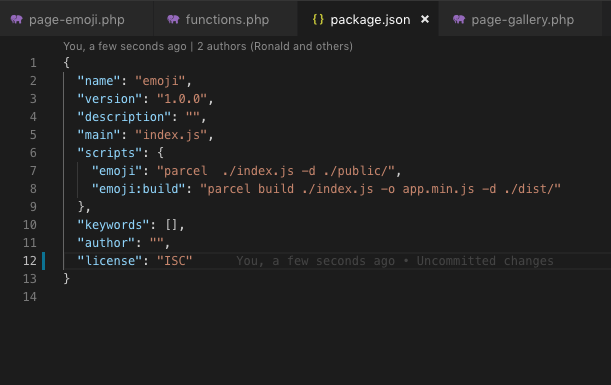 page-emoji.php functions.php {} package.json × page-gallery.php
You, a few seconds ago | 2 authors (Ronald and others)
1 {
2 "name": "emoji",
3 "version": "1.0.0",
4 "description": "",
5 "main": "index.js",
6 "scripts": {
7 "emoji": "parcel  ./index.js -d ./public/",
8 "emoji:build": "parcel build ./index.js -o app.min.js -d ./dist/"
9 },
10 "keywords": [],
11 "author": "",
12 "license": "ISC" You, a few seconds ago • Uncommitted changes
13 }
14